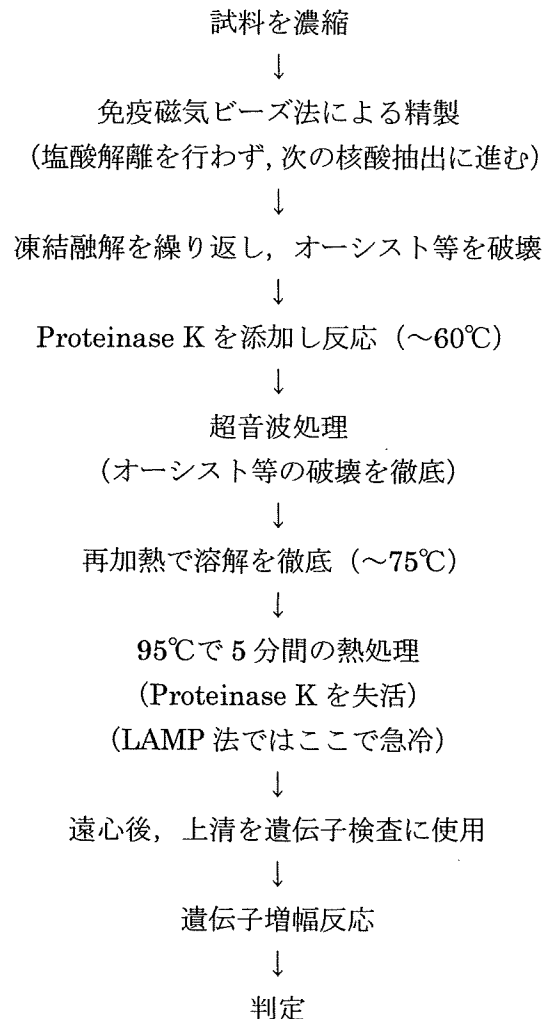 試料を濃縮
↓
免疫磁気ビーズ法による精製
（塩酸解離を行わず，次の核酸抽出に進む）
↓
凍結融解を繰り返し，オーシスト等を破壊
↓
Proteinase K を添加し反応（～60℃）
↓
超音波処理
（オーシスト等の破壊を徹底）
↓
再加熱で溶解を徹底（～75℃）
↓
95℃で 5 分間の熱処理
（Proteinase K を失活）
（LAMP 法ではここで急冷）
↓
遠心後，上清を遺伝子検査に使用
↓
遺伝子増幅反応
↓
判定